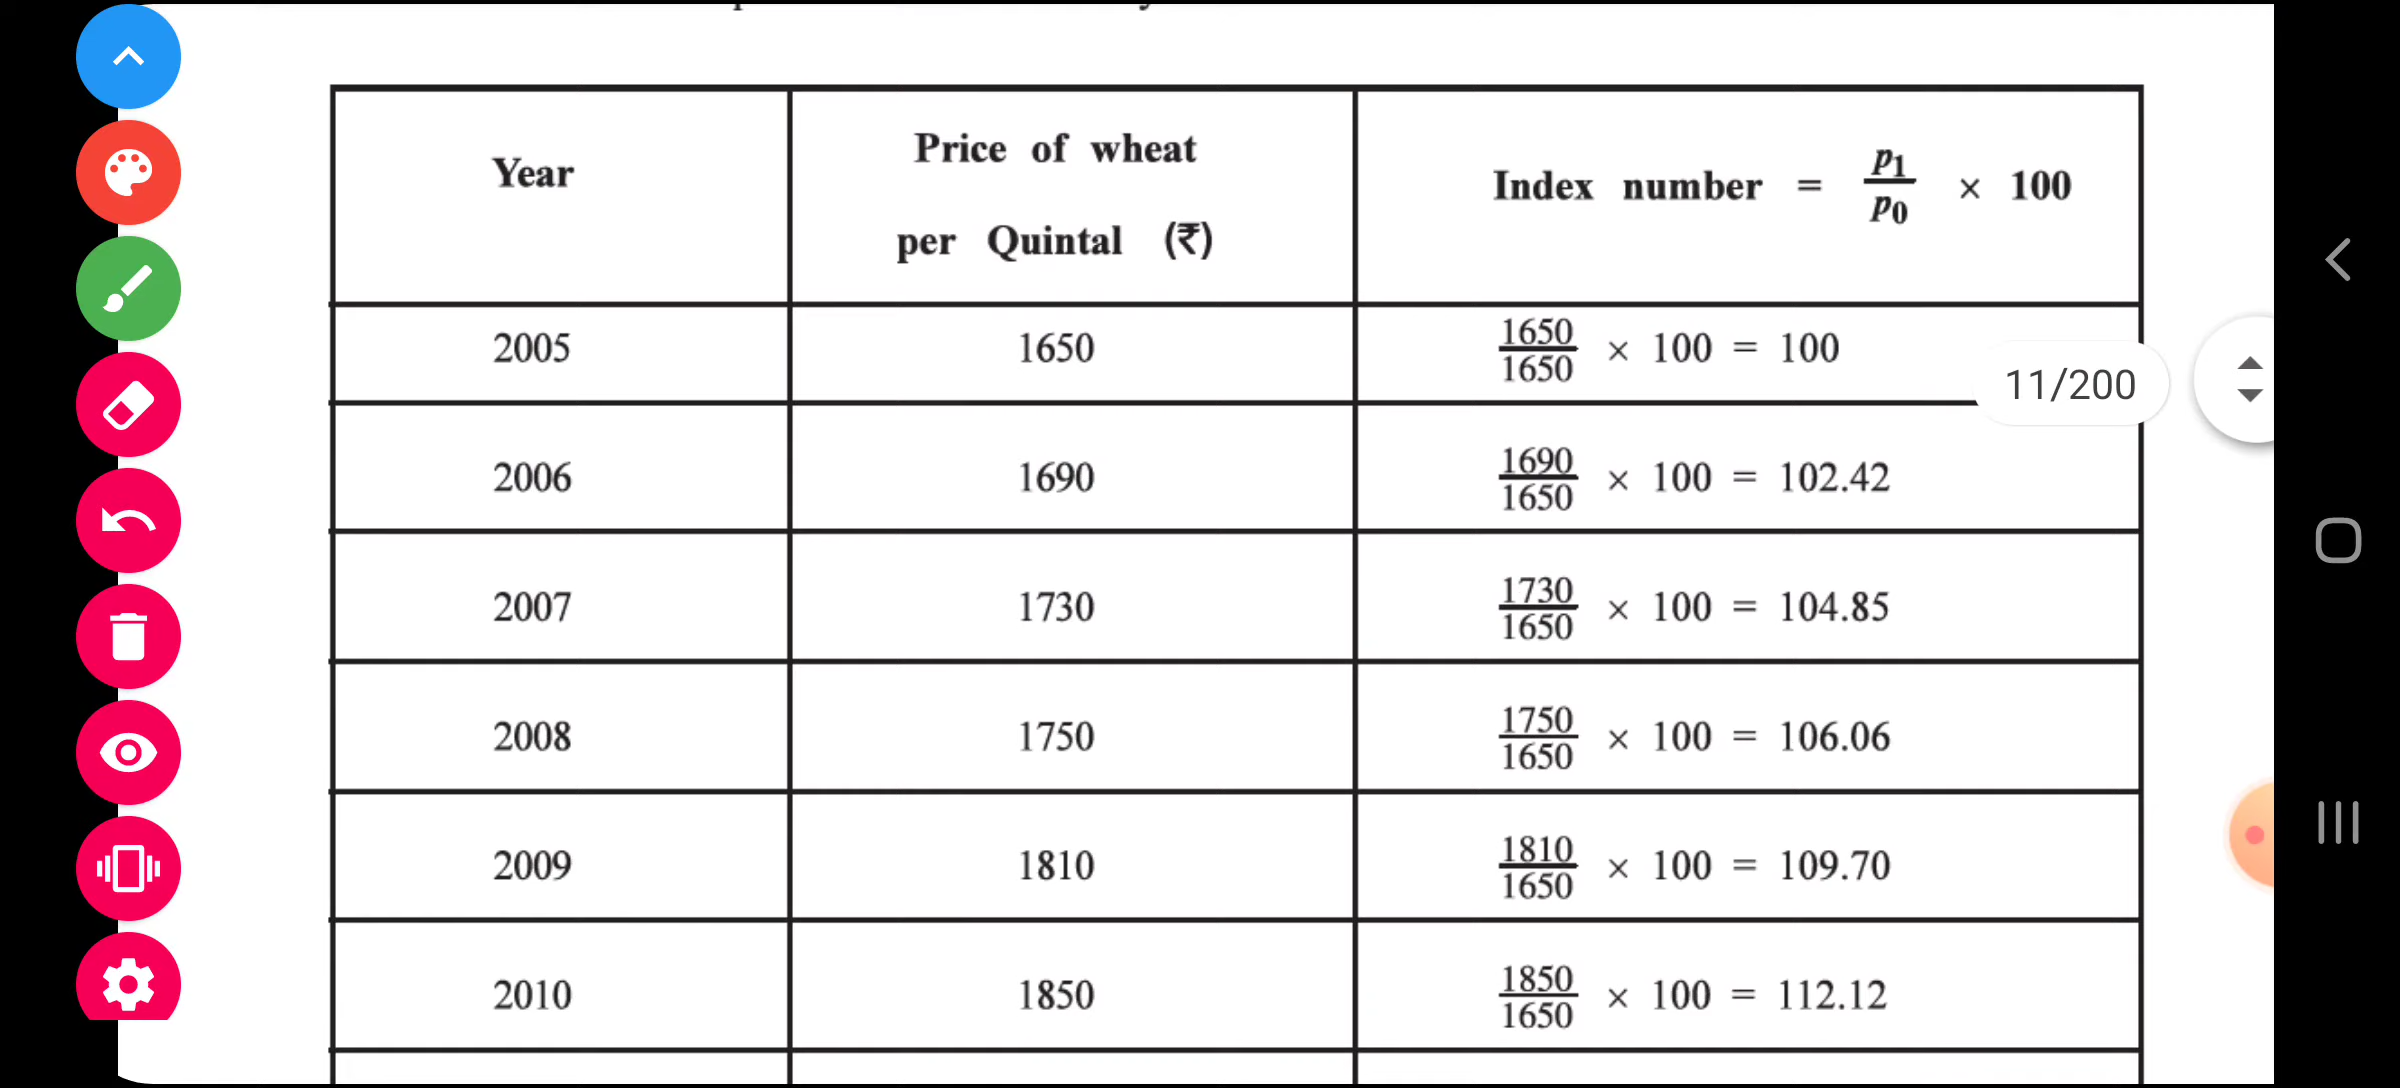 Year
Price of wheat
per Quintal (₹)
Index number = p₁/p₀ × 100
2005 1650 1650/1650 × 100 = 100
11/200
2006 1690 1690/1650 × 100 = 102.42
2007 1730 1730/1650 × 100 = 104.85
2008 1750 1750/1650 × 100 = 106.06
2009 1810 1810/1650 × 100 = 109.70
2010 1850 1850/1650 × 100 = 112.12